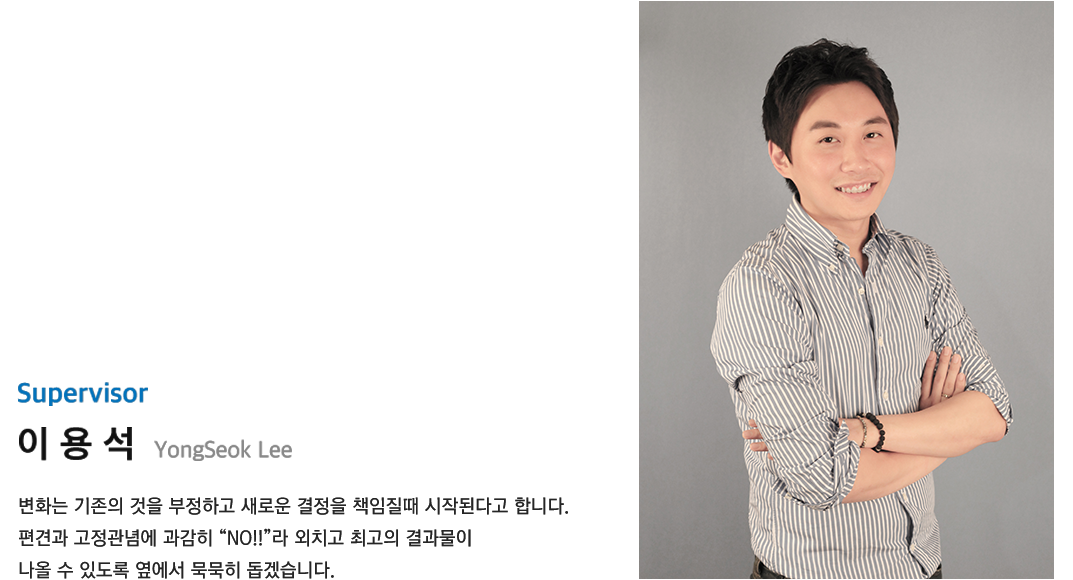 Supervisor
이 용 석 YongSeok Lee
변화는 기존의 것을 부정하고 새로운 결정을 책임질때 시작된다고 합니다.
편견과 고정관념에 과감히 “NO!!”라 외치고 최고의 결과물이
나올 수 있도록 옆에서 묵묵히 돕겠습니다.